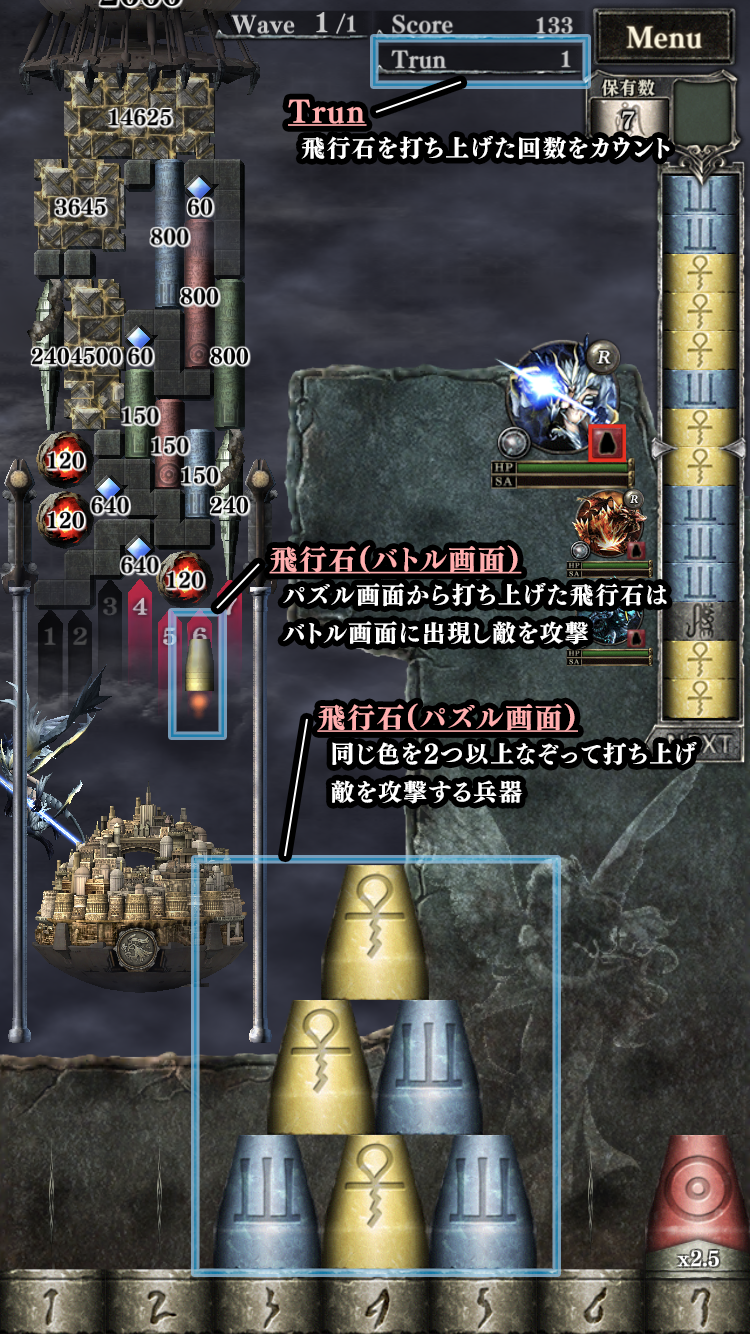 Wave 1/1
Score 133
Menu
Trun 1
保有数
7
Trun
飛行石を打ち上げた回数をカウント
14625
3645
60
800
800
2404500
60
800
150
150
150
120
640
120
240
640
120
R
HP
SA
R
HP
SA
HP
SA
1
2
3
4
5
6
飛行石(バトル画面)
パズル画面から打ち上げた飛行石は
バトル画面に出現し敵を攻撃
飛行石(パズル画面)
同じ色を2つ以上なぞって打ち上げ
敵を攻撃する兵器
NEXT
x2.5
1 2 3 4 5 6 7